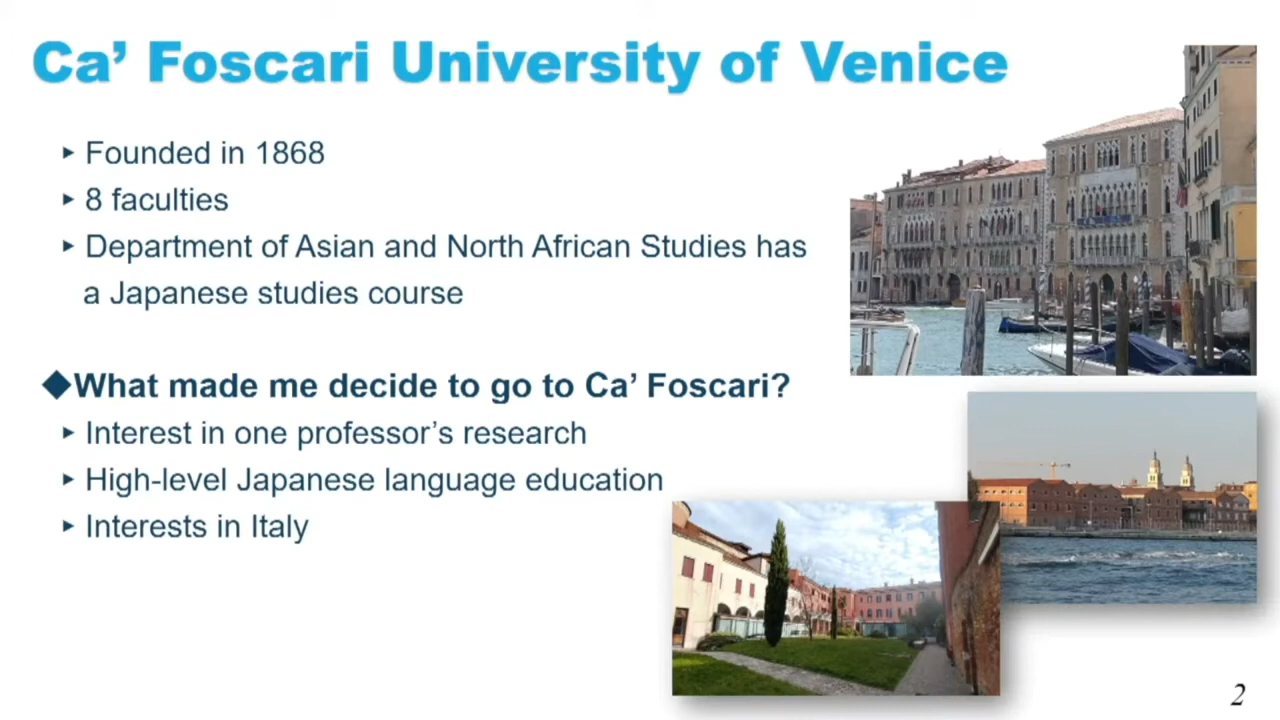 Ca’ Foscari University of Venice
▸ Founded in 1868
▸ 8 faculties
▸ Department of Asian and North African Studies has
a Japanese studies course
◆What made me decide to go to Ca’ Foscari?
▸ Interest in one professor’s research
▸ High-level Japanese language education
▸ Interests in Italy
2